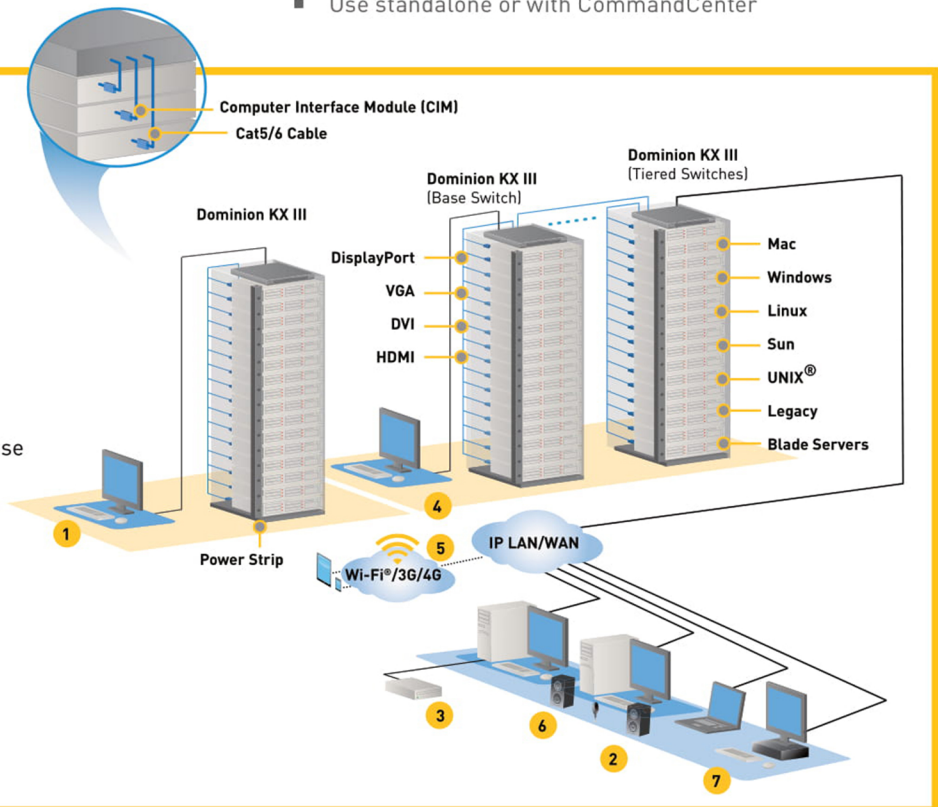 ■ Use standalone or with CommandCenter
Computer Interface Module (CIM)
Cat5/6 Cable
Dominion KX III
Dominion KX III
(Base Switch)
Dominion KX III
(Tiered Switches)
DisplayPort
VGA
DVI
HDMI
Mac
Windows
Linux
Sun
UNIX®
Legacy
Blade Servers
se
1
Power Strip
4
5
Wi-Fi®/3G/4G
IP LAN/WAN
3
6
2
7